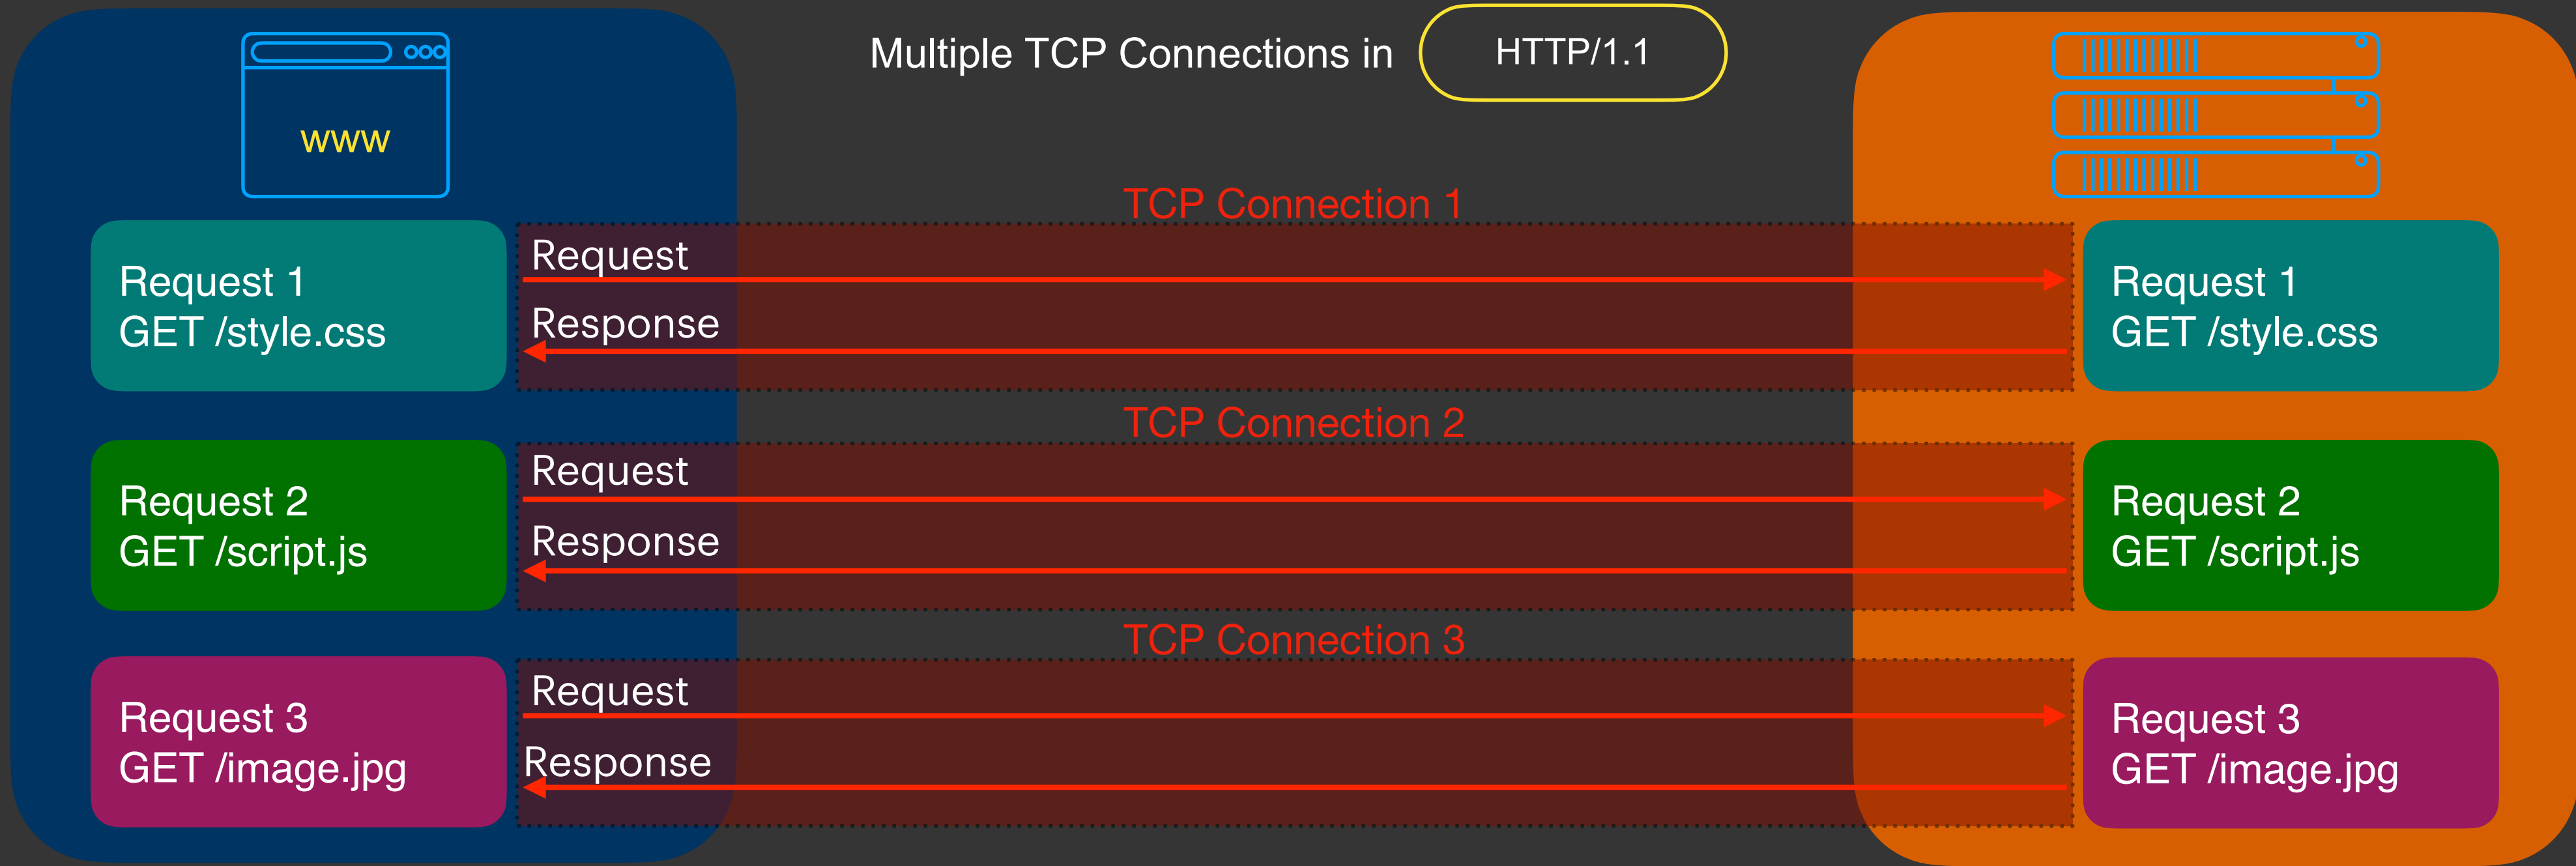 Multiple TCP Connections in HTTP/1.1
www
TCP Connection 1
Request 1
GET /style.css
Request
Response
Request 1
GET /style.css
TCP Connection 2
Request 2
GET /script.js
Request
Response
Request 2
GET /script.js
TCP Connection 3
Request 3
GET /image.jpg
Request
Response
Request 3
GET /image.jpg